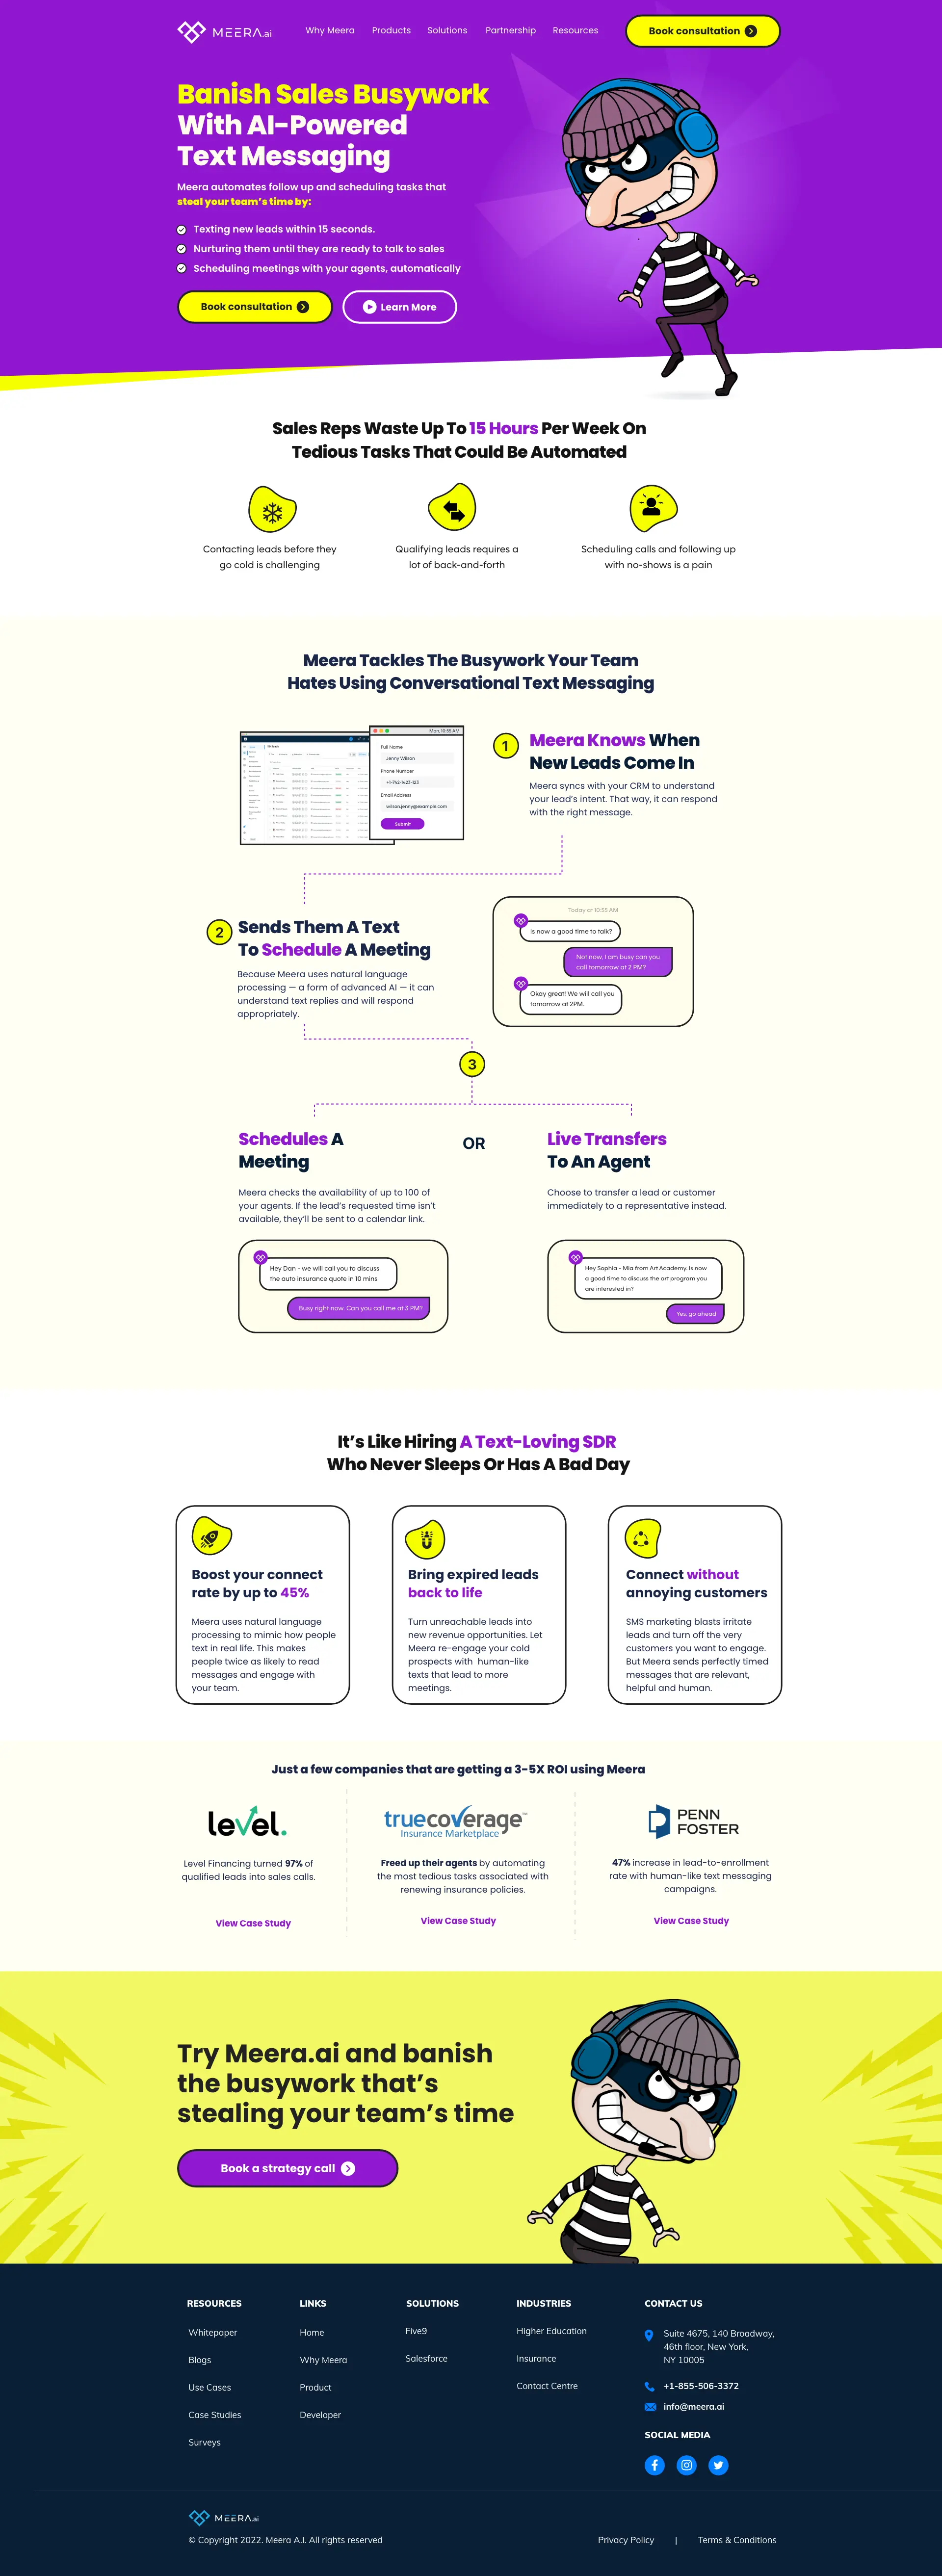 MEERA.ai
Why Meera
Products
Solutions
Partnership
Resources
Book consultation
Banish Sales Busywork
With AI-Powered
Text Messaging
Meera automates follow up and scheduling tasks that
steal your team's time by:
Texting new leads within 15 seconds.
Nurturing them until they are ready to talk to sales
Scheduling meetings with your agents, automatically
Book consultation
Learn More
Sales Reps Waste Up To 15 Hours Per Week On
Tedious Tasks That Could Be Automated
Contacting leads before they
go cold is challenging
Qualifying leads requires a
lot of back-and-forth
Scheduling calls and following up
with no-shows is a pain
Meera Tackles The Busywork Your Team
Hates Using Conversational Text Messaging
Mon, 10:55 AM
Full Name
Jenny Wilson
Phone Number
+1-742-1423-123
Email Address
wilson.jenny@example.com
Submit
1
Meera Knows When
New Leads Come In
Meera syncs with your CRM to understand
your lead's intent. That way, it can respond
with the right message.
2
Sends Them A Text
To Schedule A Meeting
Because Meera uses natural language
processing — a form of advanced AI — it can
understand text replies and will respond
appropriately.
Today at 10:55 AM
Is now a good time to talk?
Not now, I am busy can you
call tomorrow at 2 PM?
Okay great! We will call you
tomorrow at 2PM.
3
Schedules A
Meeting
Meera checks the availability of up to 100 of
your agents. If the lead's requested time isn't
available, they'll be sent to a calendar link.
Hey Dan - we will call you to discuss
the auto insurance quote in 10 mins
Busy right now. Can you call me at 3 PM?
OR
Live Transfers
To An Agent
Choose to transfer a lead or customer
immediately to a representative instead.
Hey Sophia - Mia from Art Academy. Is now
a good time to discuss the art program you
are interested in?
Yes, go ahead
It's Like Hiring A Text-Loving SDR
Who Never Sleeps Or Has A Bad Day
Boost your connect
rate by up to 45%
Meera uses natural language
processing to mimic how people
text in real life. This makes
people twice as likely to read
messages and engage with
your team.
Bring expired leads
back to life
Turn unreachable leads into
new revenue opportunities. Let
Meera re-engage your cold
prospects with human-like
texts that lead to more
meetings.
Connect without
annoying customers
SMS marketing blasts irritate
leads and turn off the very
customers you want to engage.
But Meera sends perfectly timed
messages that are relevant,
helpful and human.
Just a few companies that are getting a 3-5X ROI using Meera
level.
Level Financing turned 97% of
qualified leads into sales calls.
View Case Study
truecoverage™
Insurance Marketplace
Freed up their agents by automating
the most tedious tasks associated with
renewing insurance policies.
View Case Study
PENN
FOSTER
47% increase in lead-to-enrollment
rate with human-like text messaging
campaigns.
View Case Study
Try Meera.ai and banish
the busywork that's
stealing your team's time
Book a strategy call
RESOURCES
Whitepaper
Blogs
Use Cases
Case Studies
Surveys
LINKS
Home
Why Meera
Product
Developer
SOLUTIONS
Five9
Salesforce
INDUSTRIES
Higher Education
Insurance
Contact Centre
CONTACT US
Suite 4675, 140 Broadway,
46th floor, New York,
NY 10005
+1-855-506-3372
info@meera.ai
SOCIAL MEDIA
MEERA.ai
© Copyright 2022. Meera A.I. All rights reserved
Privacy Policy
|
Terms & Conditions